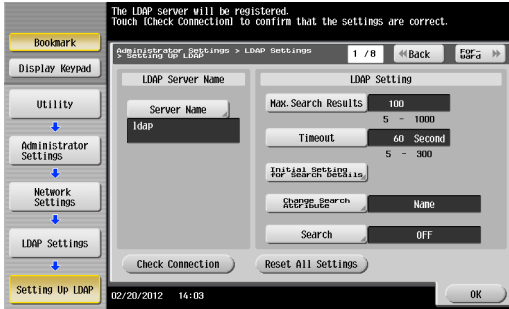 The LDAP server will be registered.
Touch [Check Connection] to confirm that the settings are correct.
Bookmark
Display Keypad
Utility
Administrator
Settings
Network
Settings
LDAP Settings
Setting Up LDAP
Administrator Settings > LDAP Settings
> Setting Up LDAP
1 /8
Back
For-
ward
LDAP Server Name
Server Name
ldap
LDAP Setting
Max. Search Results
100
5 - 1000
Timeout
60 Second
5 - 300
Initial Setting
for Search Details
Change Search
Attribute
Name
Search
OFF
Check Connection
Reset All Settings
02/20/2012 14:03
OK